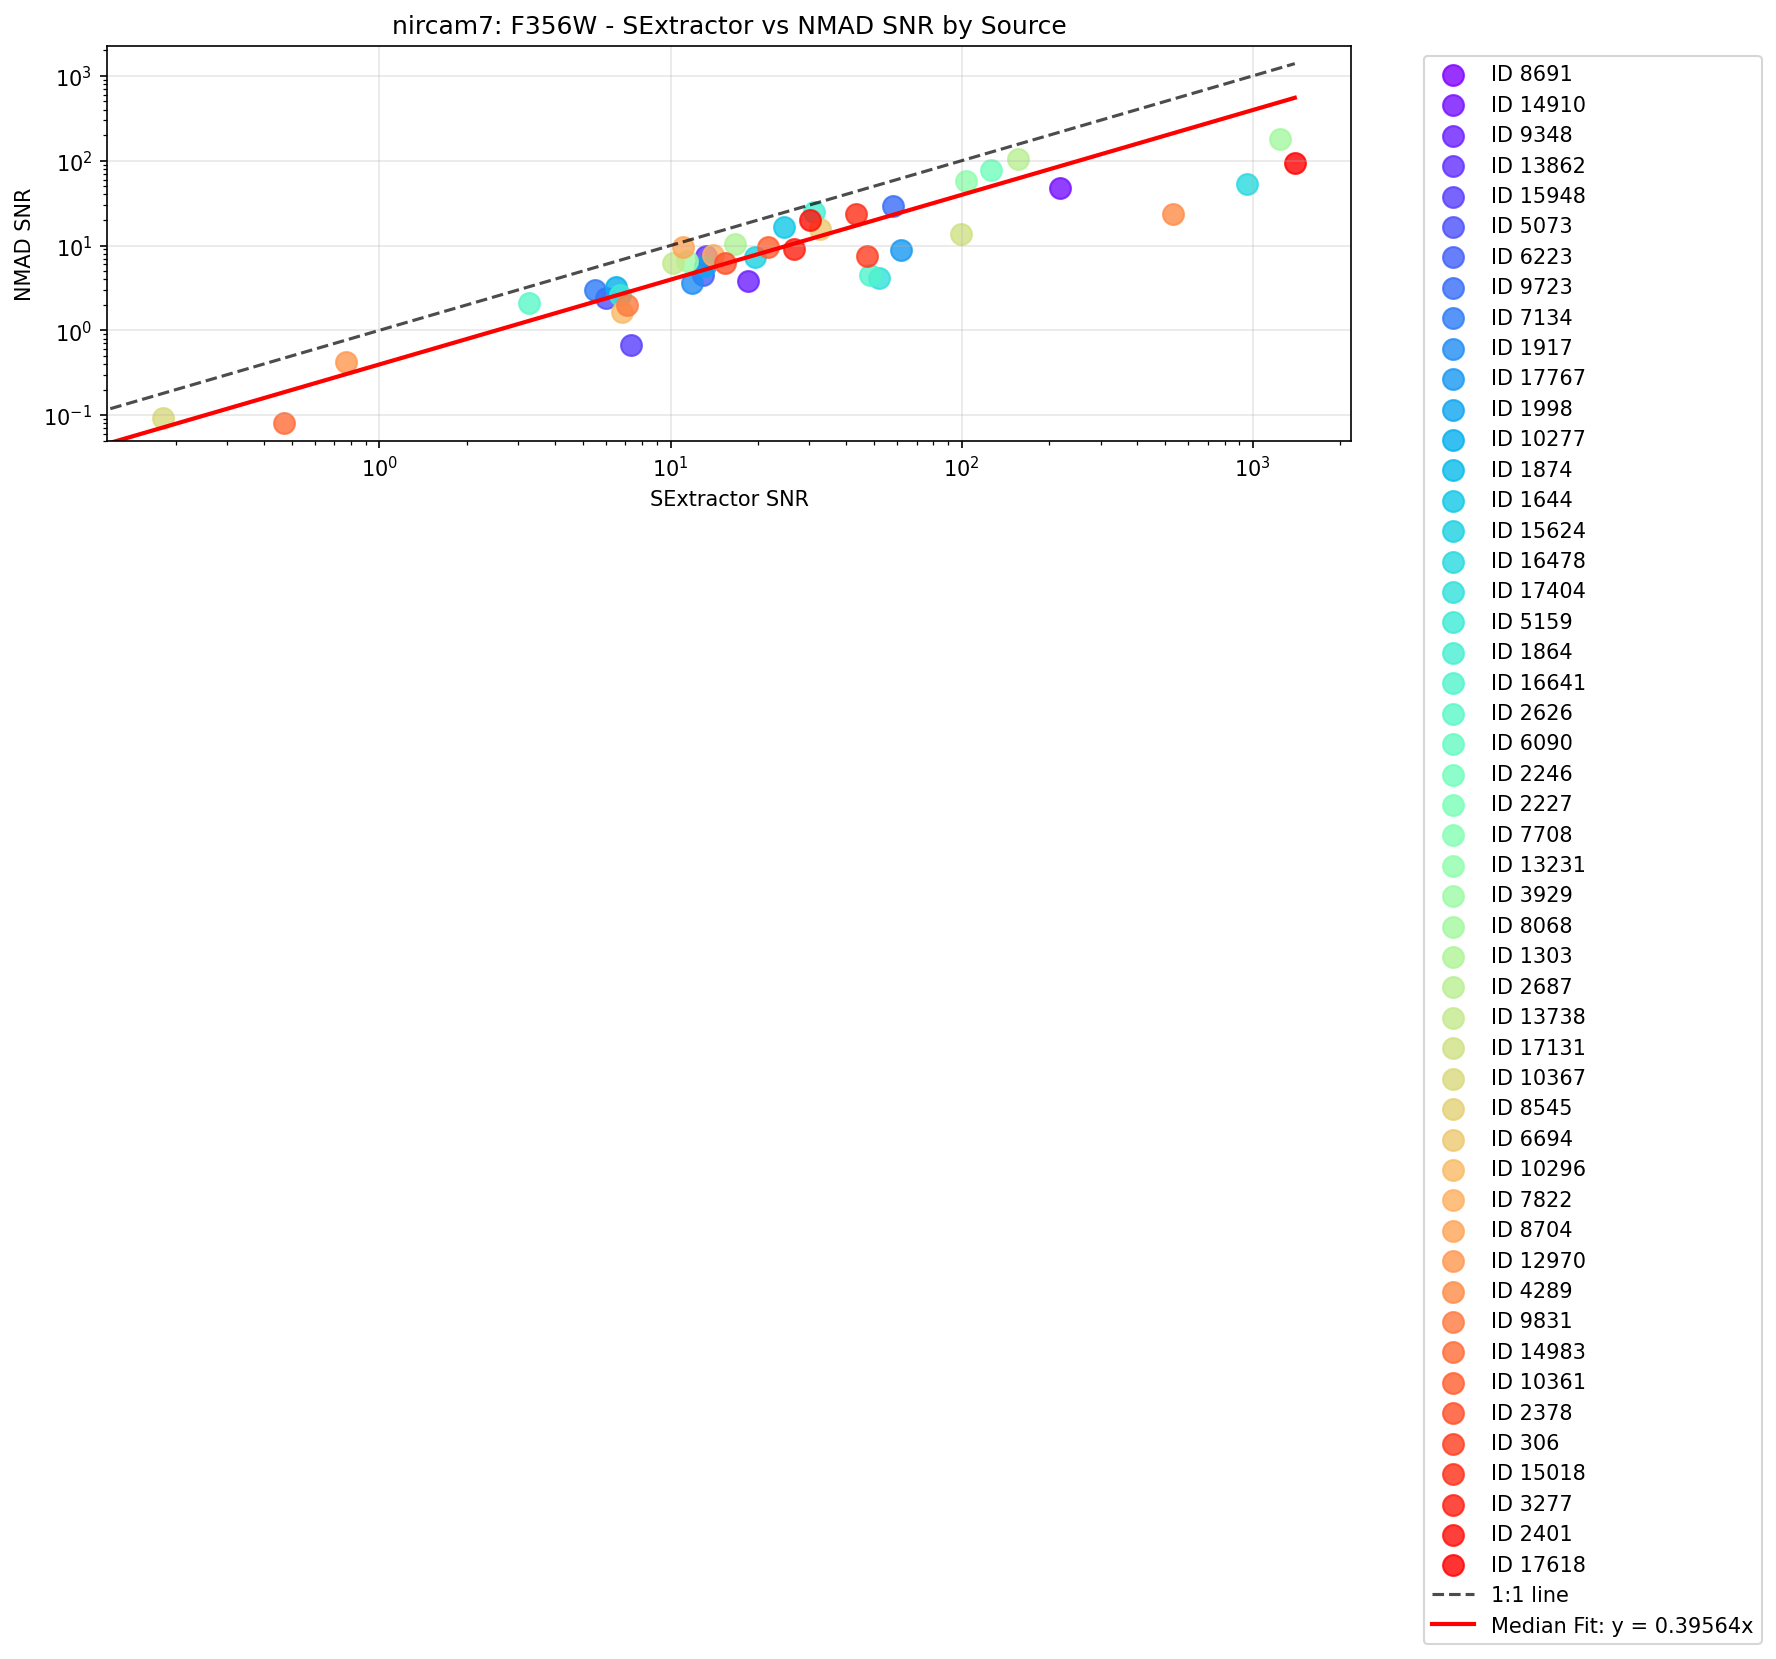 nircam7: F356W - SExtractor vs NMAD SNR by Source
NMAD SNR
10³
10²
10¹
10⁰
10⁻¹
10⁰
10¹
10²
10³
SExtractor SNR
ID 8691
ID 14910
ID 9348
ID 13862
ID 15948
ID 5073
ID 6223
ID 9723
ID 7134
ID 1917
ID 17767
ID 1998
ID 10277
ID 1874
ID 1644
ID 15624
ID 16478
ID 17404
ID 5159
ID 1864
ID 16641
ID 2626
ID 6090
ID 2246
ID 2227
ID 7708
ID 13231
ID 3929
ID 8068
ID 1303
ID 2687
ID 13738
ID 17131
ID 10367
ID 8545
ID 6694
ID 10296
ID 7822
ID 8704
ID 12970
ID 4289
ID 9831
ID 14983
ID 10361
ID 2378
ID 306
ID 15018
ID 3277
ID 2401
ID 17618
1:1 line
Median Fit: y = 0.39564x